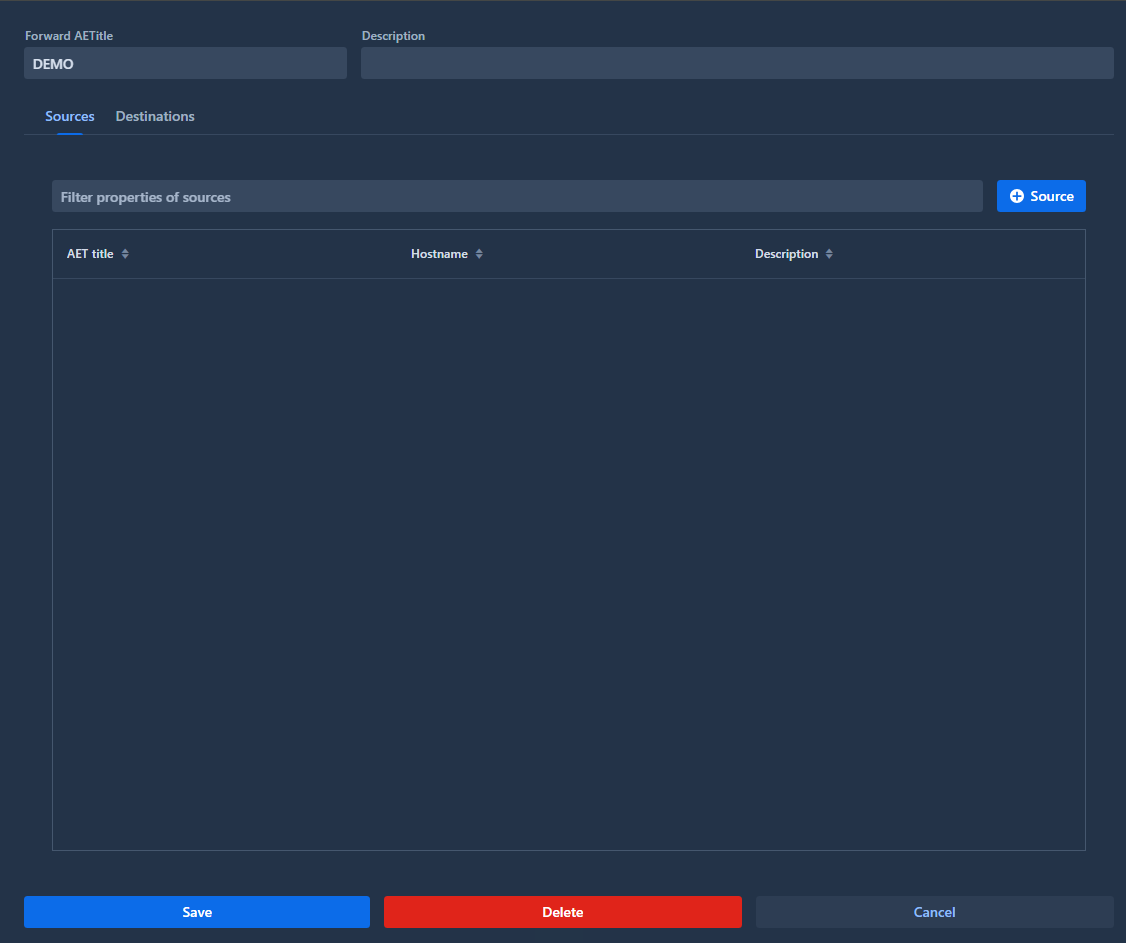 Forward AETitle
Description
DEMO
Sources
Destinations
Filter properties of sources
Source
AET title
Hostname
Description
Save
Delete
Cancel